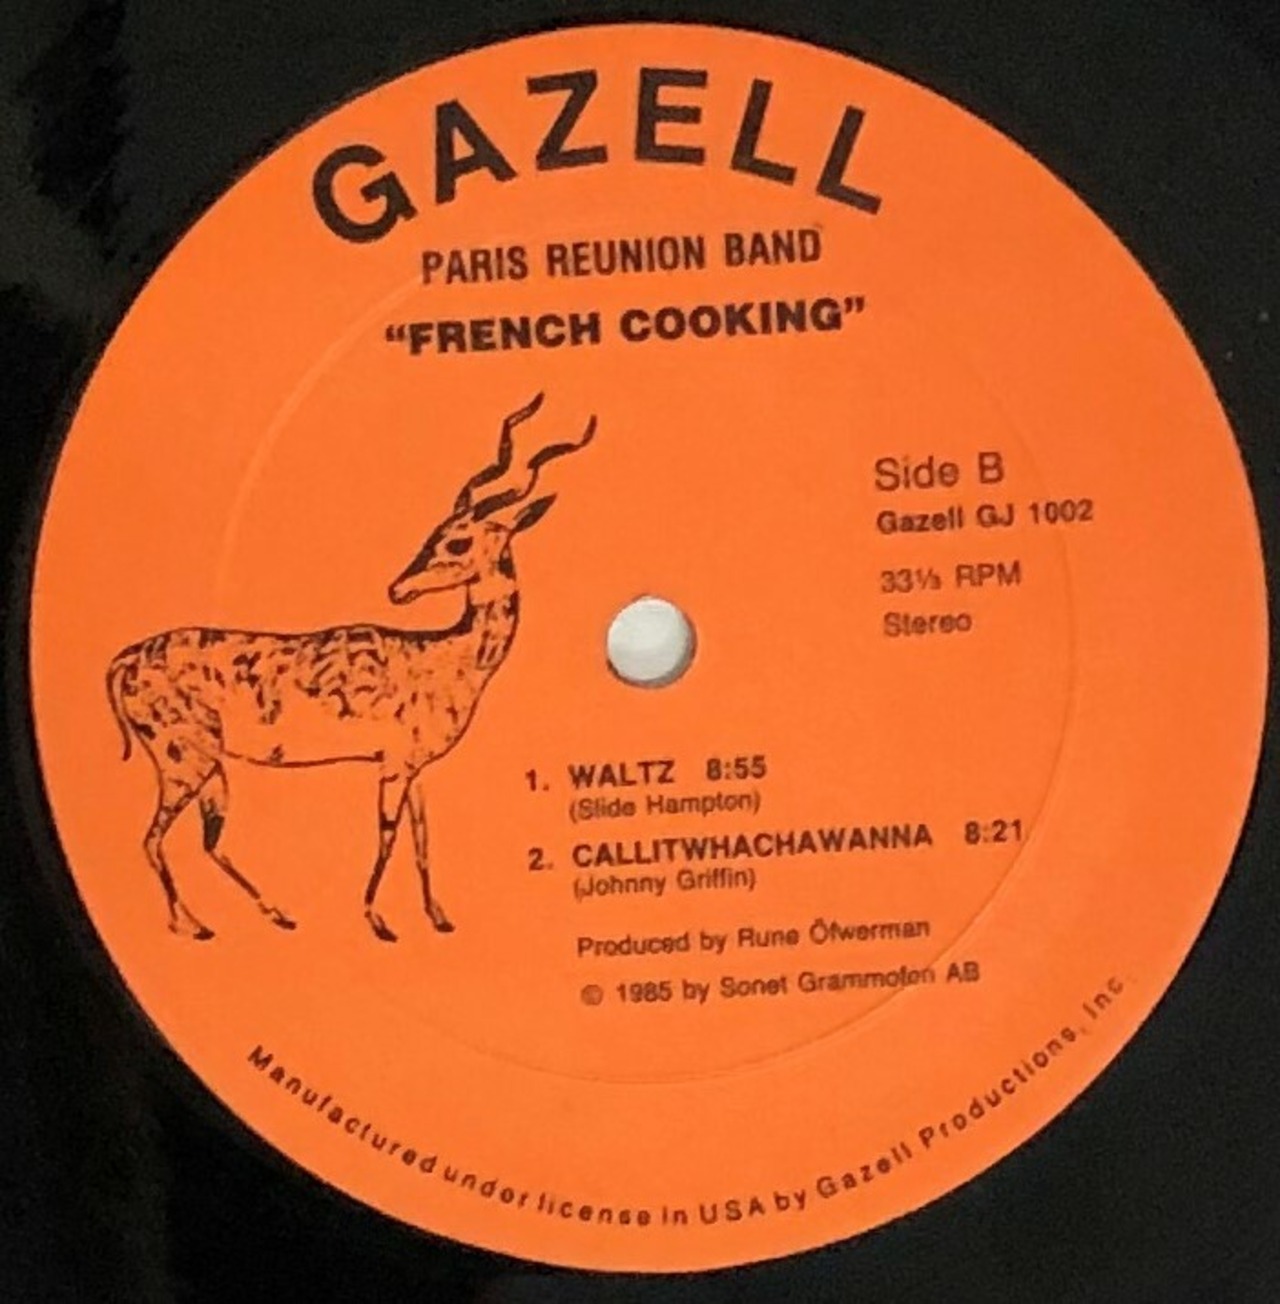 GAZELL
PARIS REUNION BAND
“FRENCH COOKING”
Side B
Gazell GJ 1002
33⅓ RPM
Stereo
1. WALTZ 8:55
(Slide Hampton)
2. CALLITWHACHAWANNA 8:21
(Johnny Griffin)
Produced by Rune Öfwerman
© 1985 by Sonet Grammofon AB
Manufactured under license in USA by Gazell Productions, Inc.